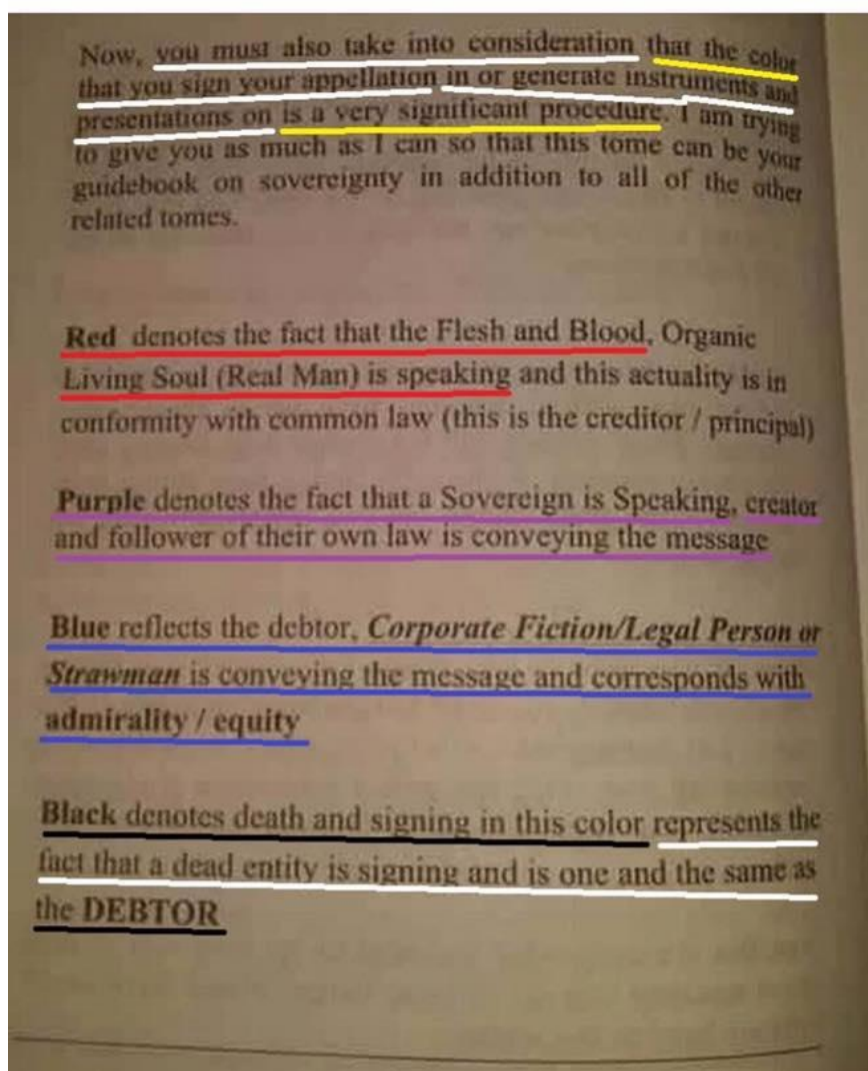 Now, you must also take into consideration that the color
that you sign your appellation in or generate instruments and
presentations on is a very significant procedure. I am trying
to give you as much as I can so that this tome can be your
guidebook on sovereignty in addition to all of the other
related tomes.
Red denotes the fact that the Flesh and Blood, Organic
Living Soul (Real Man) is speaking and this actuality is in
conformity with common law (this is the creditor / principal)
Purple denotes the fact that a Sovereign is Speaking, creator
and follower of their own law is conveying the message
Blue reflects the debtor, Corporate Fiction/Legal Person or
Strawman is conveying the message and corresponds with
admirality / equity
Black denotes death and signing in this color represents the
fact that a dead entity is signing and is one and the same as
the DEBTOR